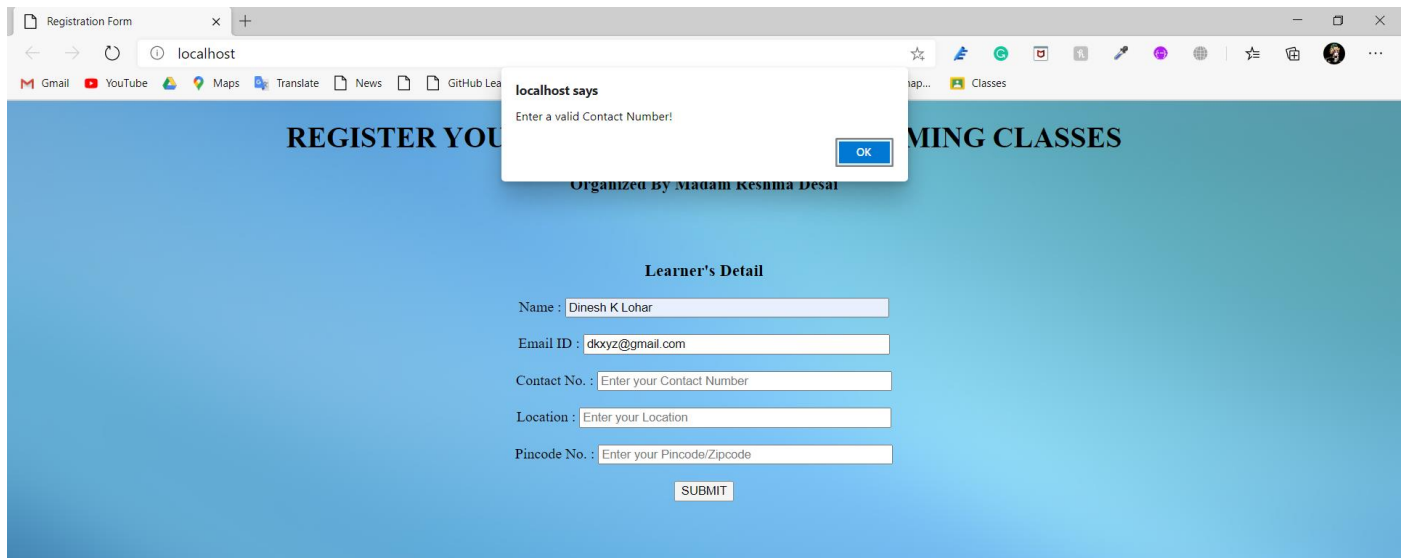 Registration Form
localhost
Gmail YouTube Maps Translate News GitHub Lea
ap... Classes
localhost says
Enter a valid Contact Number!
OK
REGISTER YOU MING CLASSES
Organized By Madam Reshma Desai
Learner's Detail
Name : Dinesh K Lohar
Email ID : dkxyz@gmail.com
Contact No. : Enter your Contact Number
Location : Enter your Location
Pincode No. : Enter your Pincode/Zipcode
SUBMIT